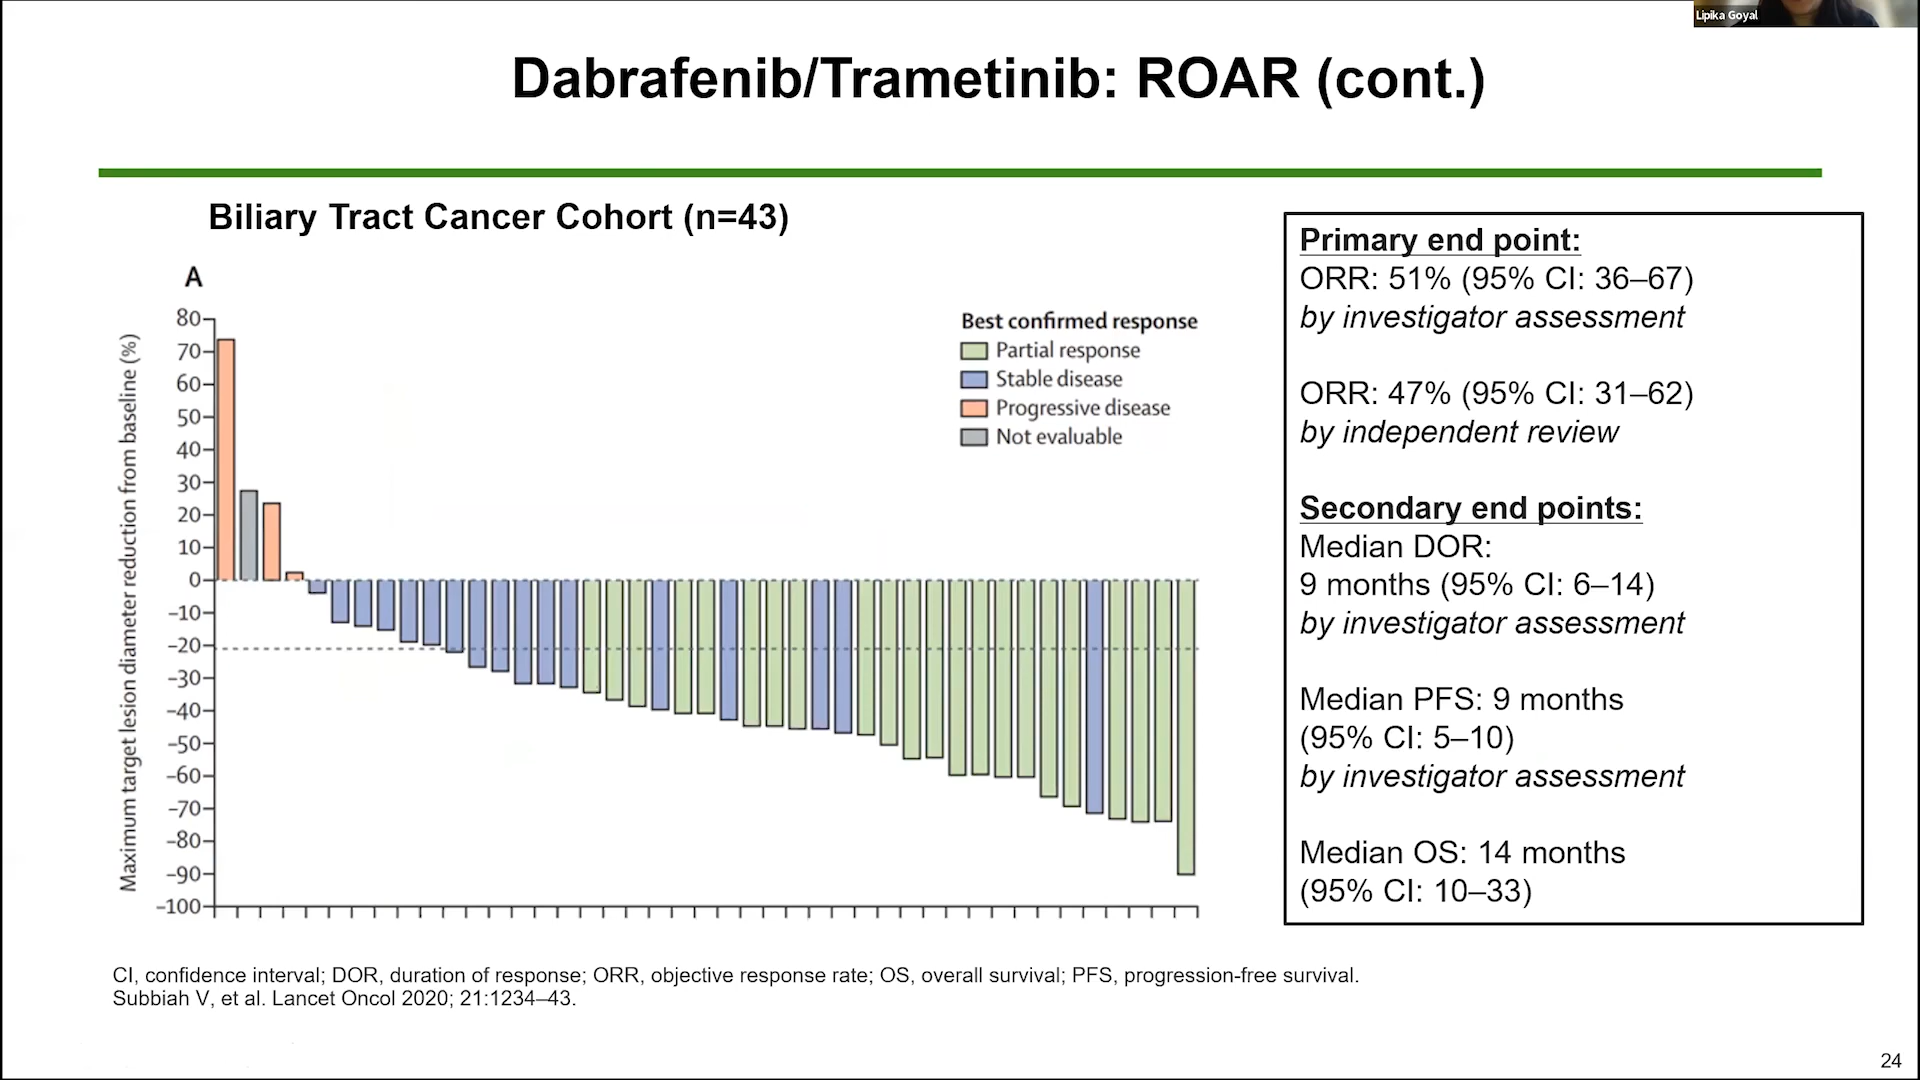 Lipika Goyal
Dabrafenib/Trametinib: ROAR (cont.)
Biliary Tract Cancer Cohort (n=43)
A
Maximum target lesion diameter reduction from baseline (%)
80
70
60
50
40
30
20
10
0
–10
–20
–30
–40
–50
–60
–70
–80
–90
–100
Best confirmed response
Partial response
Stable disease
Progressive disease
Not evaluable
Primary end point:
ORR: 51% (95% CI: 36–67)
by investigator assessment
ORR: 47% (95% CI: 31–62)
by independent review
Secondary end points:
Median DOR:
9 months (95% CI: 6–14)
by investigator assessment
Median PFS: 9 months
(95% CI: 5–10)
by investigator assessment
Median OS: 14 months
(95% CI: 10–33)
CI, confidence interval; DOR, duration of response; ORR, objective response rate; OS, overall survival; PFS, progression-free survival.
Subbiah V, et al. Lancet Oncol 2020; 21:1234–43.
24